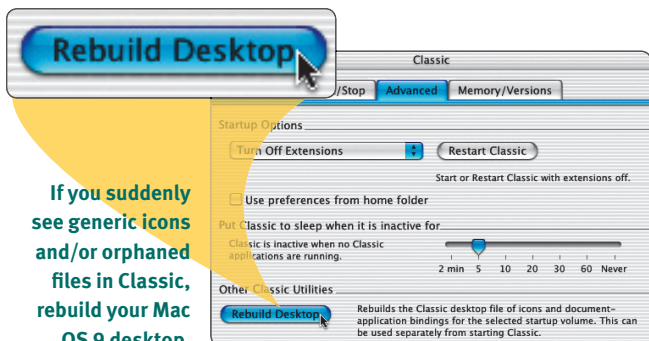 Rebuild Desktop
Classic
/Stop
Advanced
Memory/Versions
Startup Options
Turn Off Extensions
Restart Classic
Start or Restart Classic with extensions off.
Use preferences from home folder
Put Classic to sleep when it is inactive for
Classic is inactive when no Classic
applications are running.
2 min 5 10 20 30 60 Never
Other Classic Utilities
Rebuild Desktop
Rebuilds the Classic desktop file of icons and document-
application bindings for the selected startup volume. This can
be used separately from starting Classic.
If you suddenly
see generic icons
and/or orphaned
files in Classic,
rebuild your Mac
OS 9 desktop.